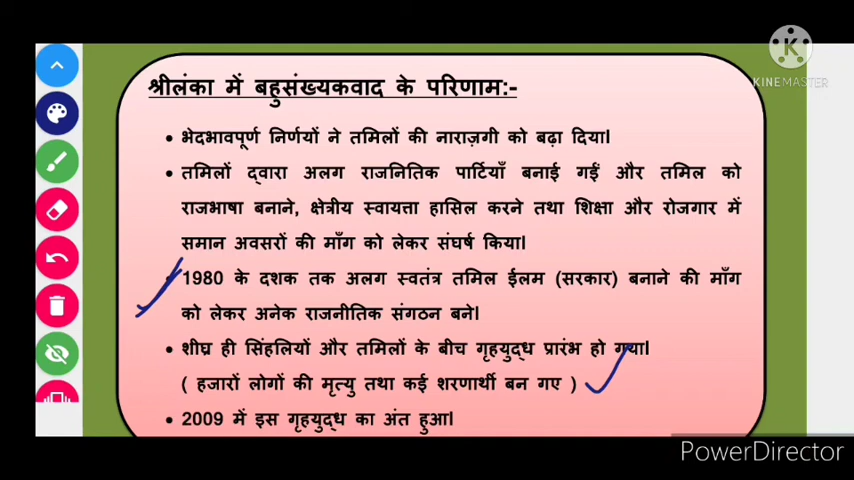 K
KINEMASTER
श्रीलंका में बहुसंख्यकवाद के परिणाम:-
• भेदभावपूर्ण निर्णयों ने तमिलों की नाराज़गी को बढ़ा दिया।
• तमिलों द्वारा अलग राजनितिक पार्टियाँ बनाई गईं और तमिल को
राजभाषा बनाने, क्षेत्रीय स्वायत्ता हासिल करने तथा शिक्षा और रोजगार में
समान अवसरों की माँग को लेकर संघर्ष किया।
• 1980 के दशक तक अलग स्वतंत्र तमिल ईलम (सरकार) बनाने की माँग
को लेकर अनेक राजनीतिक संगठन बने।
• शीघ्र ही सिंहलियों और तमिलों के बीच गृहयुद्ध प्रारंभ हो गया।
( हजारों लोगों की मृत्यु तथा कई शरणार्थी बन गए )
• 2009 में इस गृहयुद्ध का अंत हुआ।
PowerDirector